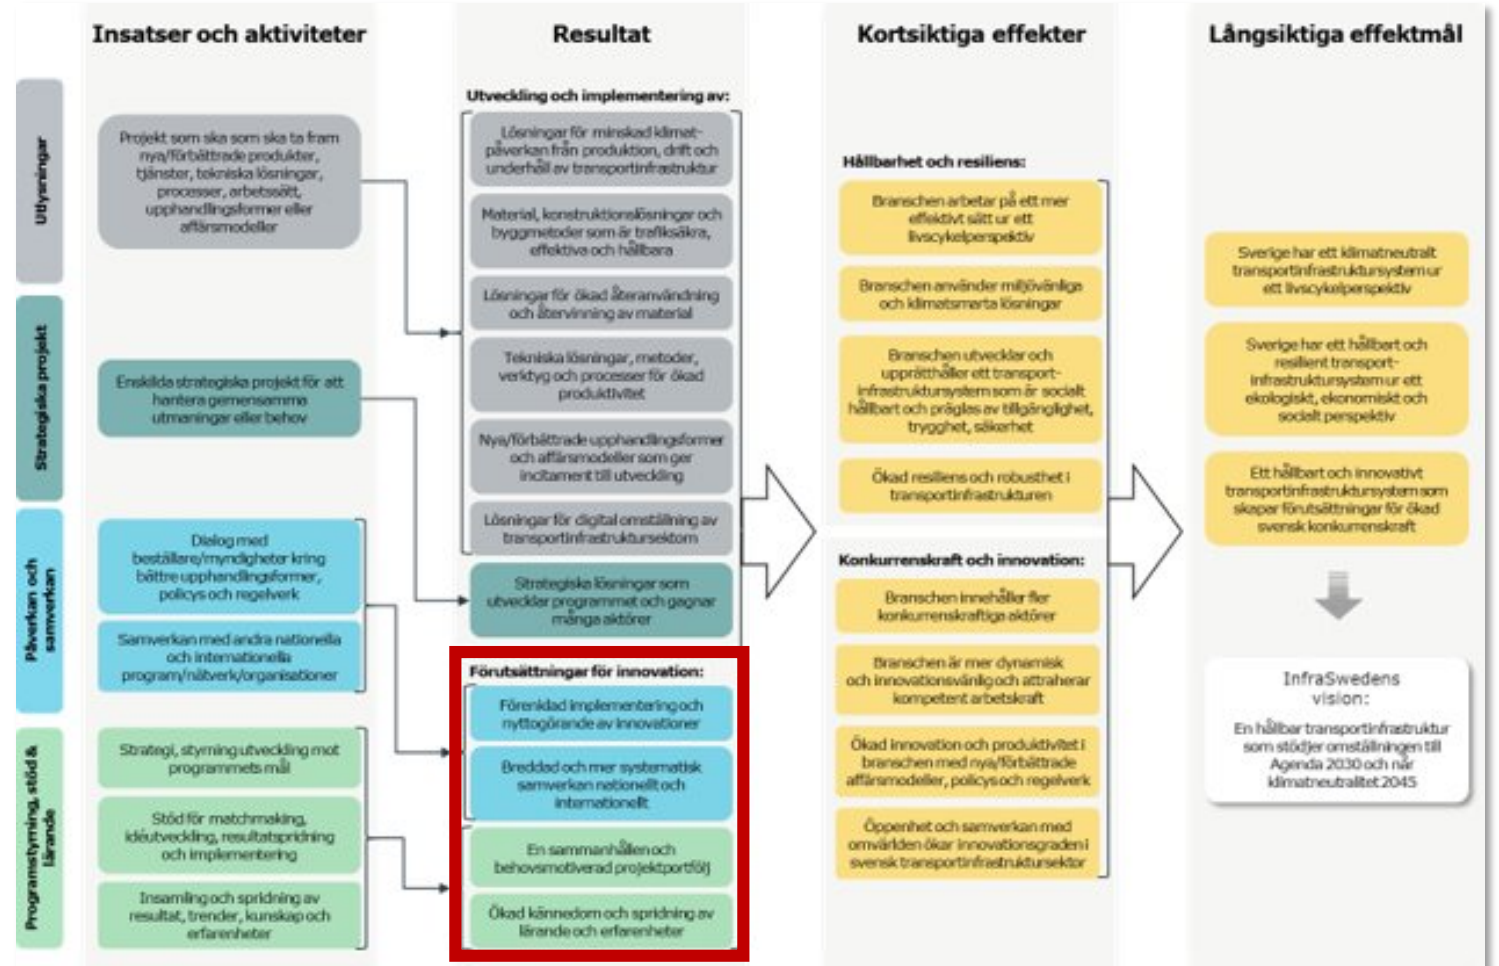 Insatser och aktiviteter
Resultat
Kortsiktiga effekter
Långsiktiga effektmål
Utlysningar
Projekt som ska som ska ta fram
nya/förbättrade produkter,
tjänster, tekniska lösningar,
processer, arbetssätt,
upphandlingsformer eller
affärsmodeller
Strategiska projekt
Enskilda strategiska projekt för att
hantera gemensamma
utmaningar eller behov
Påverkan och
samverkan
Dialog med
beställare/myndigheter kring
bättre upphandlingsformer,
policys och regelverk
Samverkan med andra nationella
och internationella
program/nätverk/organisationer
Programstyrning, stöd &
lärande
Strategi, styrning utveckling mot
programmets mål
Stöd för matchmaking,
idéutveckling, resultatspridning
och implementering
Insamling och spridning av
resultat, trender, kunskap och
erfarenheter
Utveckling och implementering av:
Lösningar för minskad klimat-
påverkan från produktion, drift och
underhåll av transportinfrastruktur
Material, konstruktionslösningar och
byggmetoder som är trafiksäkra,
effektiva och hållbara
Lösningar för ökad återanvändning
och återvinning av material
Tekniska lösningar, metoder,
verktyg och processer för ökad
produktivitet
Nya/förbättrade upphandlingsformer
och affärsmodeller som ger
incitament till utveckling
Lösningar för digital omställning av
transportinfrastruktursektorn
Strategiska lösningar som
utvecklar programmet och gagnar
många aktörer
Förutsättningar för innovation:
Förenklad implementering och
nyttogörande av innovationer
Breddad och mer systematisk
samverkan nationellt och
internationellt
En sammanhållen och
behovsmotiverad projektportfölj
Ökad kännedom och spridning av
lärande och erfarenheter
Hållbarhet och resiliens:
Branschen arbetar på ett mer
effektivt sätt ur ett
livscykelperspektiv
Branschen använder miljövänliga
och klimatsmarta lösningar
Branschen utvecklar och
upprätthåller ett transport-
infrastruktursystem som är socialt
hållbart och präglas av tillgänglighet,
trygghet, säkerhet
Ökad resiliens och robusthet i
transportinfrastrukturen
Konkurrenskraft och innovation:
Branschen innehåller fler
konkurrenskraftiga aktörer
Branschen är mer dynamisk
och innovationsvänlig och attraherar
kompetent arbetskraft
Ökad innovation och produktivitet i
branschen med nya/förbättrade
affärsmodeller, policys och regelverk
Öppenhet och samverkan med
omvärlden ökar innovationsgraden i
svensk transportinfrastruktursektor
Sverige har ett klimatneutralt
transportinfrastruktursystem ur
ett livscykelperspektiv
Sverige har ett hållbart och
resilient transport-
infrastruktursystem ur ett
ekologiskt, ekonomiskt och
socialt perspektiv
Ett hållbart och innovativt
transportinfrastruktursystem som
skapar förutsättningar för ökad
svensk konkurrenskraft
InfraSwedens
vision:
En hållbar transportinfrastruktur
som stödjer omställningen till
Agenda 2030 och når
klimatneutralitet 2045